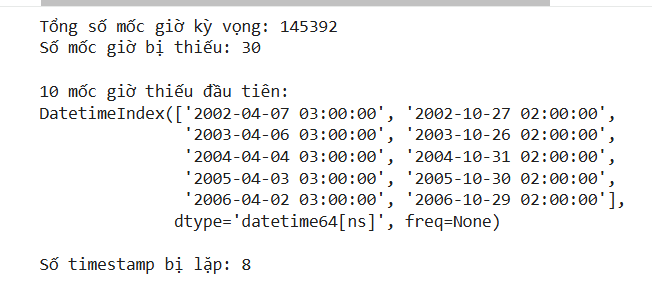 Tổng số mốc giờ kỳ vọng: 145392
Số mốc giờ bị thiếu: 30
10 mốc giờ thiếu đầu tiên:
DatetimeIndex(['2002-04-07 03:00:00', '2002-10-27 02:00:00',
'2003-04-06 03:00:00', '2003-10-26 02:00:00',
'2004-04-04 03:00:00', '2004-10-31 02:00:00',
'2005-04-03 03:00:00', '2005-10-30 02:00:00',
'2006-04-02 03:00:00', '2006-10-29 02:00:00'],
dtype='datetime64[ns]', freq=None)
Số timestamp bị lặp: 8